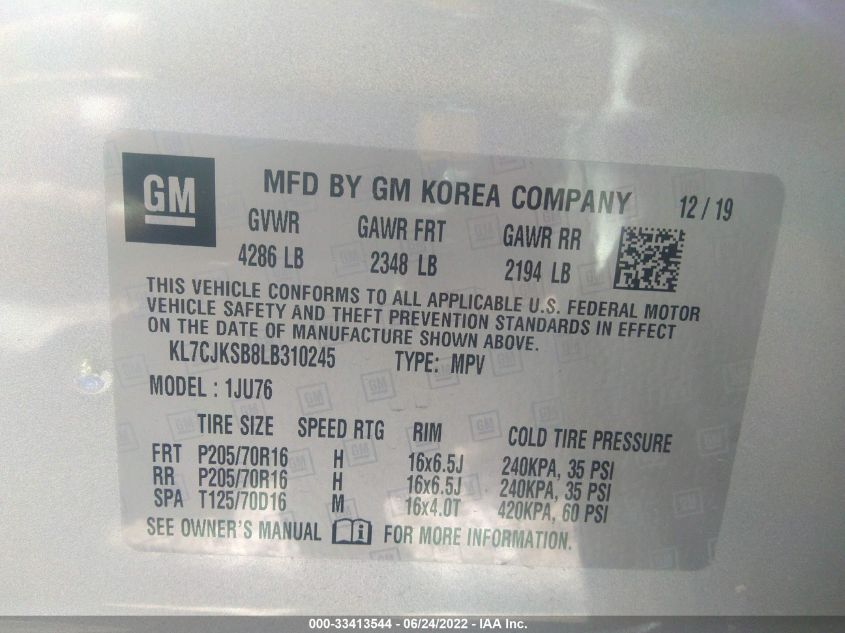 GM
MFD BY GM KOREA COMPANY 12 / 19
GVWR GAWR FRT GAWR RR
4286 LB 2348 LB 2194 LB
THIS VEHICLE CONFORMS TO ALL APPLICABLE U.S. FEDERAL MOTOR
VEHICLE SAFETY AND THEFT PREVENTION STANDARDS IN EFFECT
ON THE DATE OF MANUFACTURE SHOWN ABOVE.
KL7CJKSB8LB310245 TYPE: MPV
MODEL : 1JU76
TIRE SIZE SPEED RTG RIM COLD TIRE PRESSURE
FRT P205/70R16 H 16x6.5J 240KPA, 35 PSI
RR P205/70R16 H 16x6.5J 240KPA, 35 PSI
SPA T125/70D16 M 16x4.0T 420KPA, 60 PSI
SEE OWNER'S MANUAL FOR MORE INFORMATION.
000-33413544 - 06/24/2022 - IAA Inc.